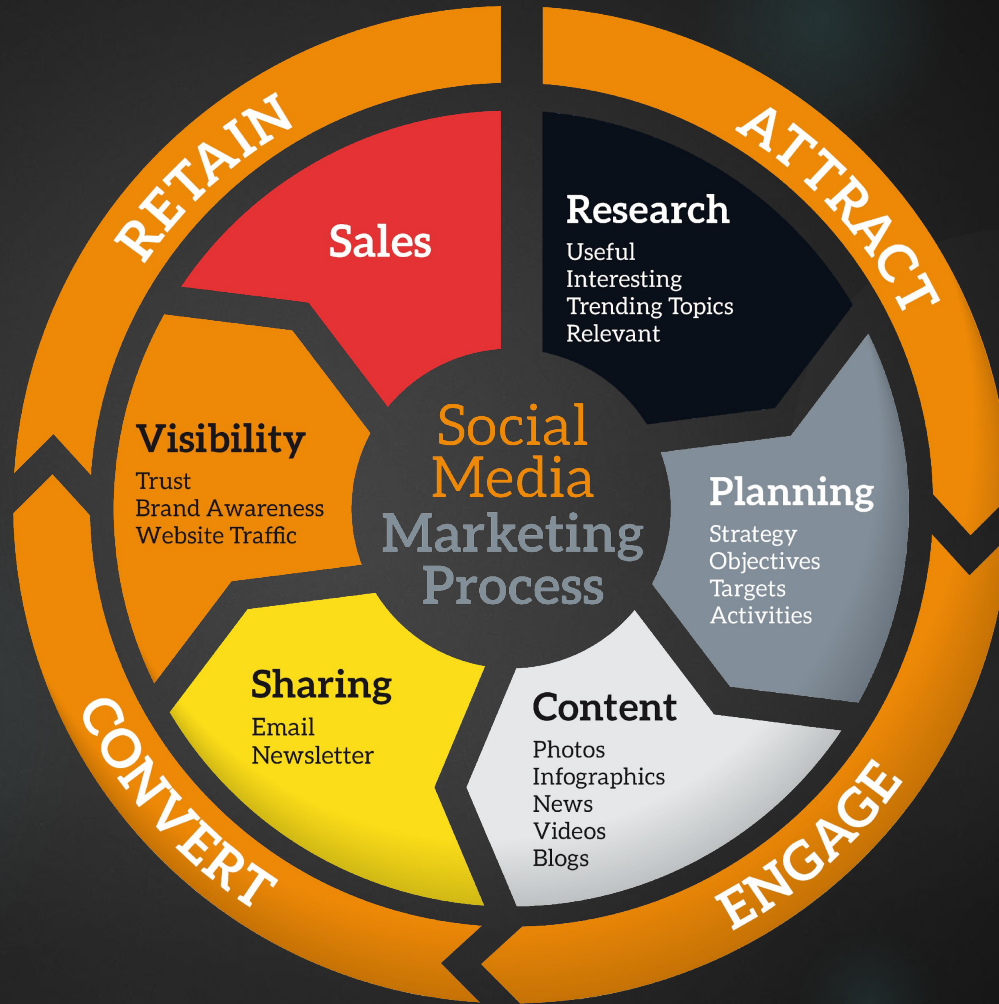 Social
Media
Marketing
Process
ATTRACT
Research
Useful
Interesting
Trending Topics
Relevant
Planning
Strategy
Objectives
Targets
Activities
ENGAGE
Content
Photos
Infographics
News
Videos
Blogs
CONVERT
Sharing
Email
Newsletter
Visibility
Trust
Brand Awareness
Website Traffic
RETAIN
Sales